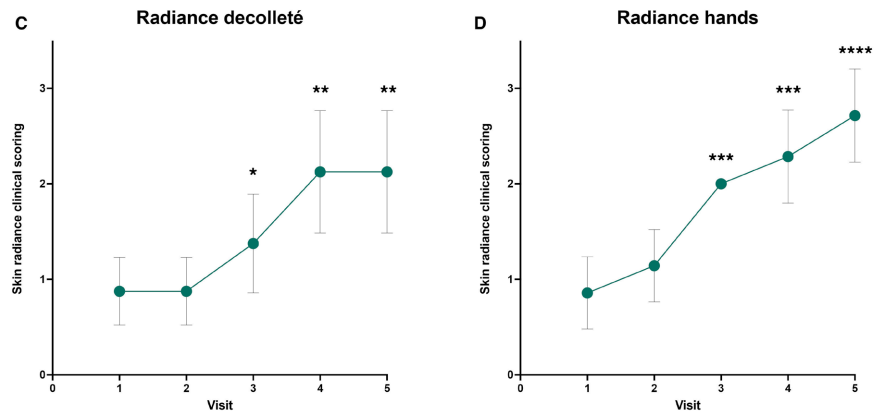 C
Radiance decolleté
Skin radiance clinical scoring
3
2
1
0
*
**
**
0 1 2 3 4 5
Visit
D
Radiance hands
Skin radiance clinical scoring
3
2
1
0
***
***
****
0 1 2 3 4 5
Visit